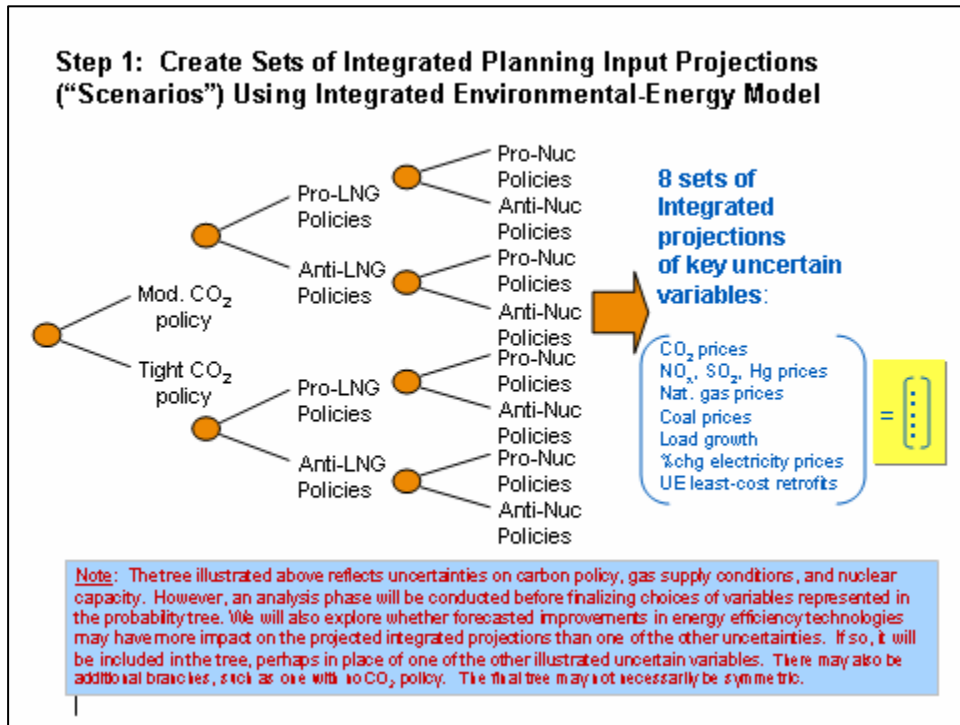 Step 1: Create Sets of Integrated Planning Input Projections
("Scenarios") Using Integrated Environmental-Energy Model
Pro-Nuc
Policies
Pro-LNG
Policies
Anti-Nuc
Policies
Anti-LNG
Policies
Pro-Nuc
Policies
Anti-Nuc
Policies
Mod. CO₂
policy
Tight CO₂
policy
Pro-LNG
Policies
Pro-Nuc
Policies
Anti-Nuc
Policies
Anti-LNG
Policies
Pro-Nuc
Policies
Anti-Nuc
Policies
8 sets of
Integrated
projections
of key uncertain
variables:
CO₂ prices
NOₓ, SO₂, Hg prices
Nat. gas prices
Coal prices
Load growth
%chg electricity prices
UE least-cost retrofits
=
Note: The tree illustrated above reflects uncertainties on carbon policy, gas supply conditions, and nuclear
capacity. However, an analysis phase will be conducted before finalizing choices of variables represented in
the probability tree. We will also explore whether forecasted improvements in energy efficiency technologies
may have more impact on the projected integrated projections than one of the other uncertainties. If so, it will
be included in the tree, perhaps in place of one of the other illustrated uncertain variables. There may also be
additional branches, such as one with no CO₂ policy. The final tree may not necessarily be symmetric.